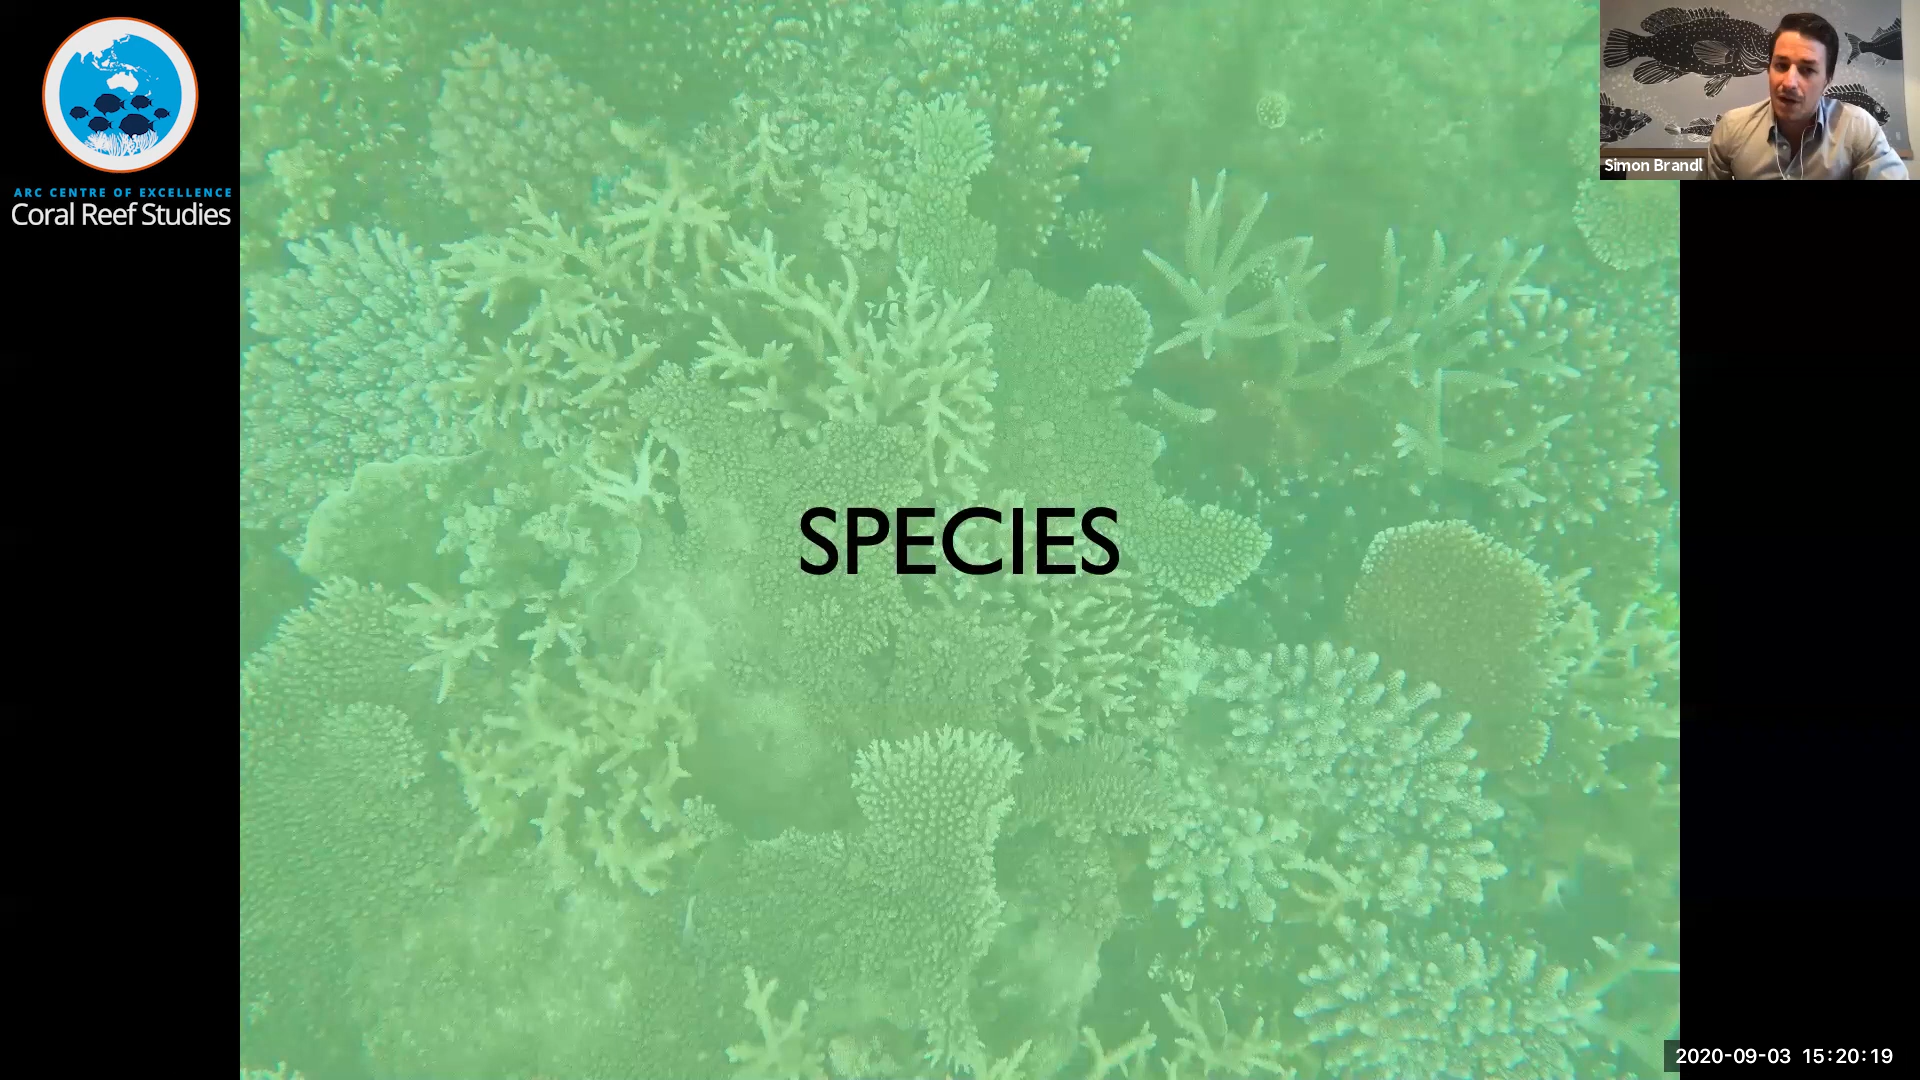 ARC CENTRE OF EXCELLENCE
Coral Reef Studies
Simon Brandl
SPECIES
2020-09-03 15:20:19